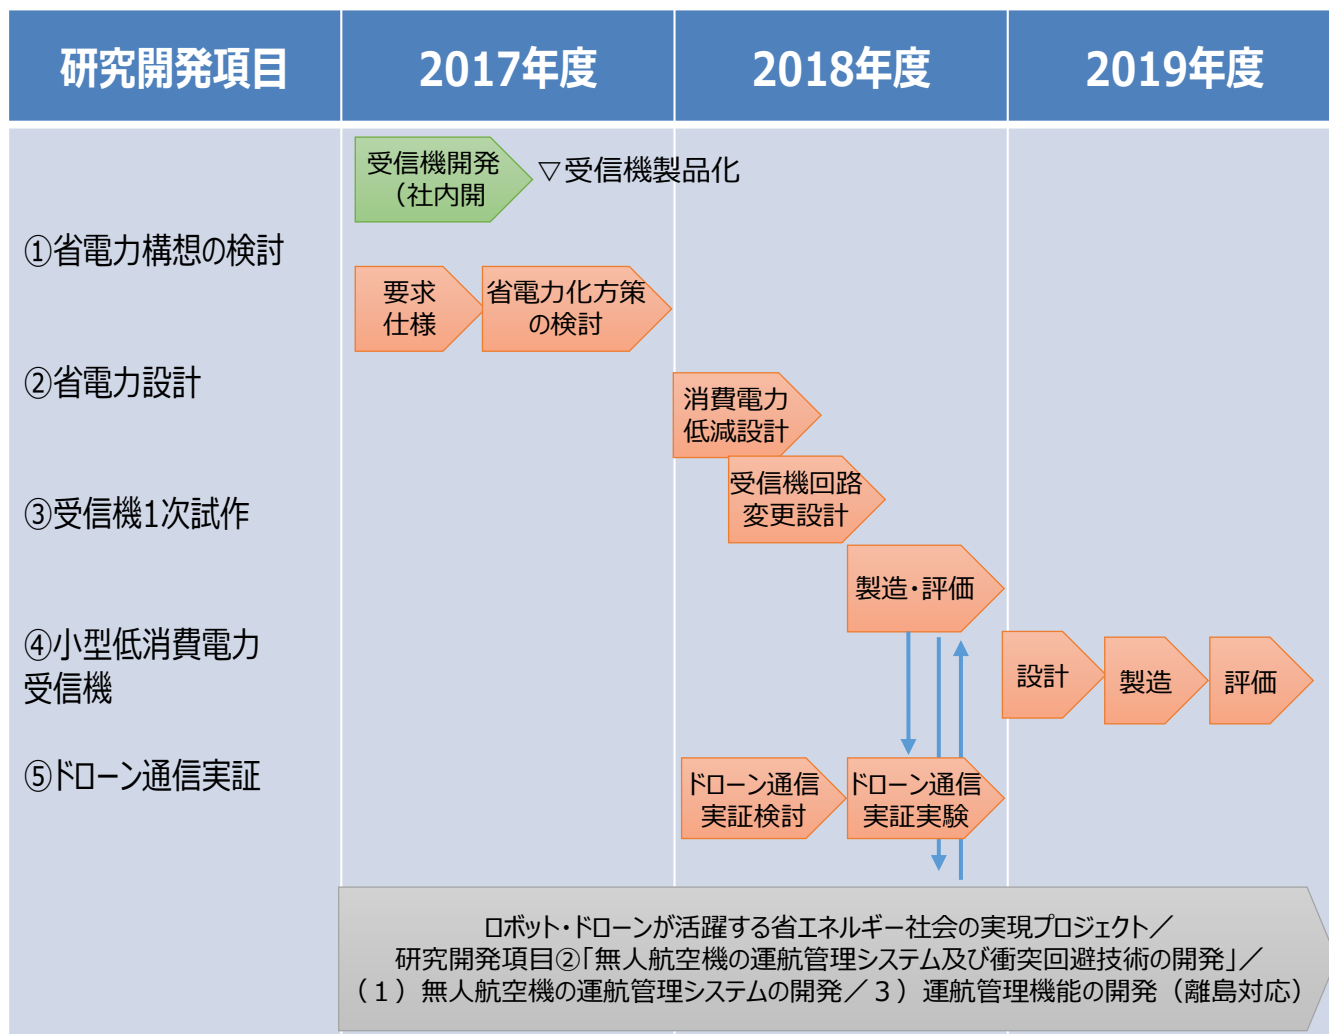 研究開発項目
2017年度
2018年度
2019年度
受信機開発
（社内開
▽受信機製品化
①省電力構想の検討
要求
仕様
省電力化方策
の検討
②省電力設計
消費電力
低減設計
③受信機1次試作
受信機回路
変更設計
製造・評価
④小型低消費電力
受信機
設計
製造
評価
⑤ドローン通信実証
ドローン通信
実証検討
ドローン通信
実証実験
ロボット・ドローンが活躍する省エネルギー社会の実現プロジェクト／
研究開発項目②「無人航空機の運航管理システム及び衝突回避技術の開発」／
（１）無人航空機の運航管理システムの開発／３）運航管理機能の開発（離島対応）